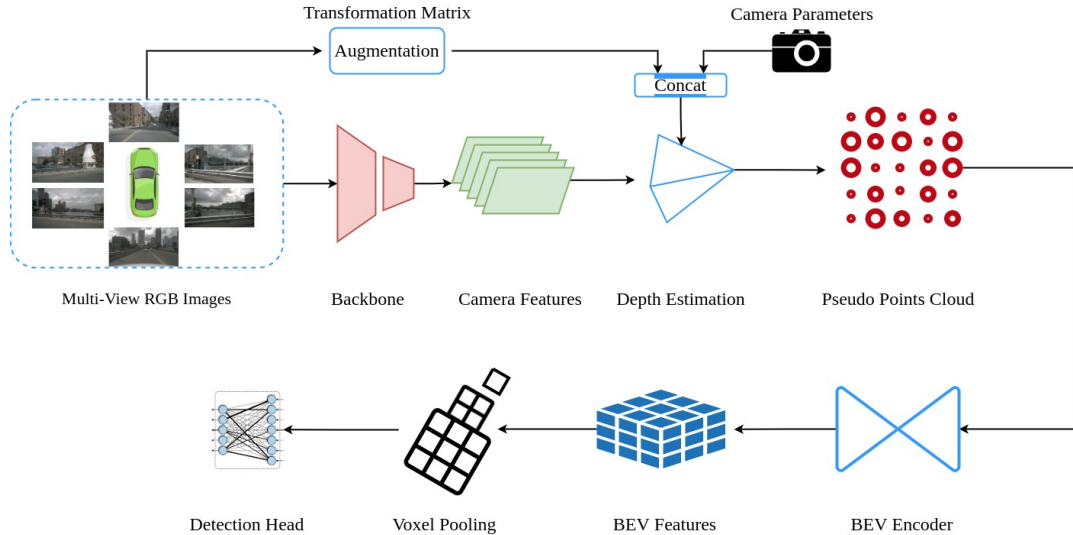 Transformation Matrix
Camera Parameters
Augmentation
Concat
Multi-View RGB Images
Backbone
Camera Features
Depth Estimation
Pseudo Points Cloud
Detection Head
Voxel Pooling
BEV Features
BEV Encoder